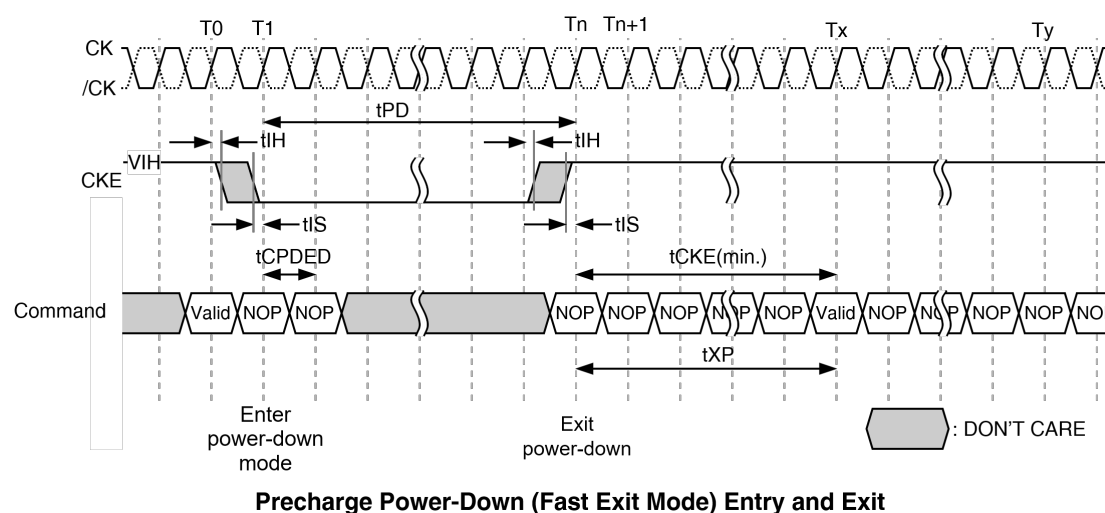 T0 T1 Tn Tn+1 Tx Ty
CK
/CK
tPD
tIH tIH
VIH
CKE
tIS tIS
tCPDED tCKE(min.)
Command Valid NOP NOP NOP NOP NOP NOP Valid NOP NOP NOP NOP NO
tXP
Enter
power-down
mode
Exit
power-down
: DON'T CARE
Precharge Power-Down (Fast Exit Mode) Entry and Exit